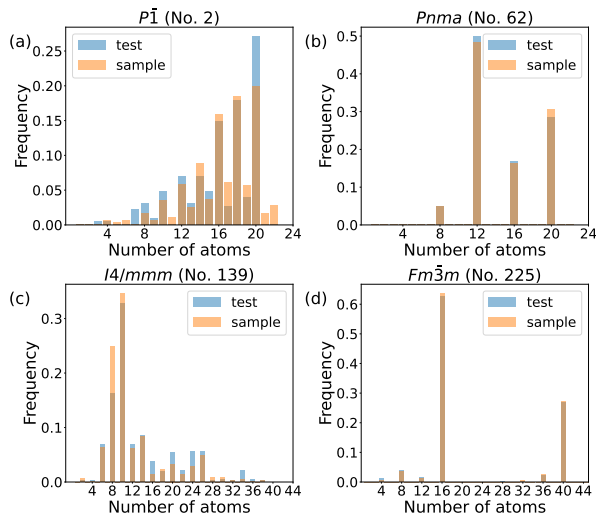 P1̄ (No. 2)
(a)
test
sample
Frequency
0.25
0.20
0.15
0.10
0.05
0.00
4 8 12 16 20 24
Number of atoms
Pnma (No. 62)
(b)
test
sample
Frequency
0.5
0.4
0.3
0.2
0.1
0.0
4 8 12 16 20 24
Number of atoms
I4/mmm (No. 139)
(c)
test
sample
Frequency
0.3
0.2
0.1
0.0
4 8 12 16 20 24 28 32 36 40 44
Number of atoms
Fm3̄m (No. 225)
(d)
test
sample
Frequency
0.6
0.5
0.4
0.3
0.2
0.1
0.0
4 8 12 16 20 24 28 32 36 40 44
Number of atoms